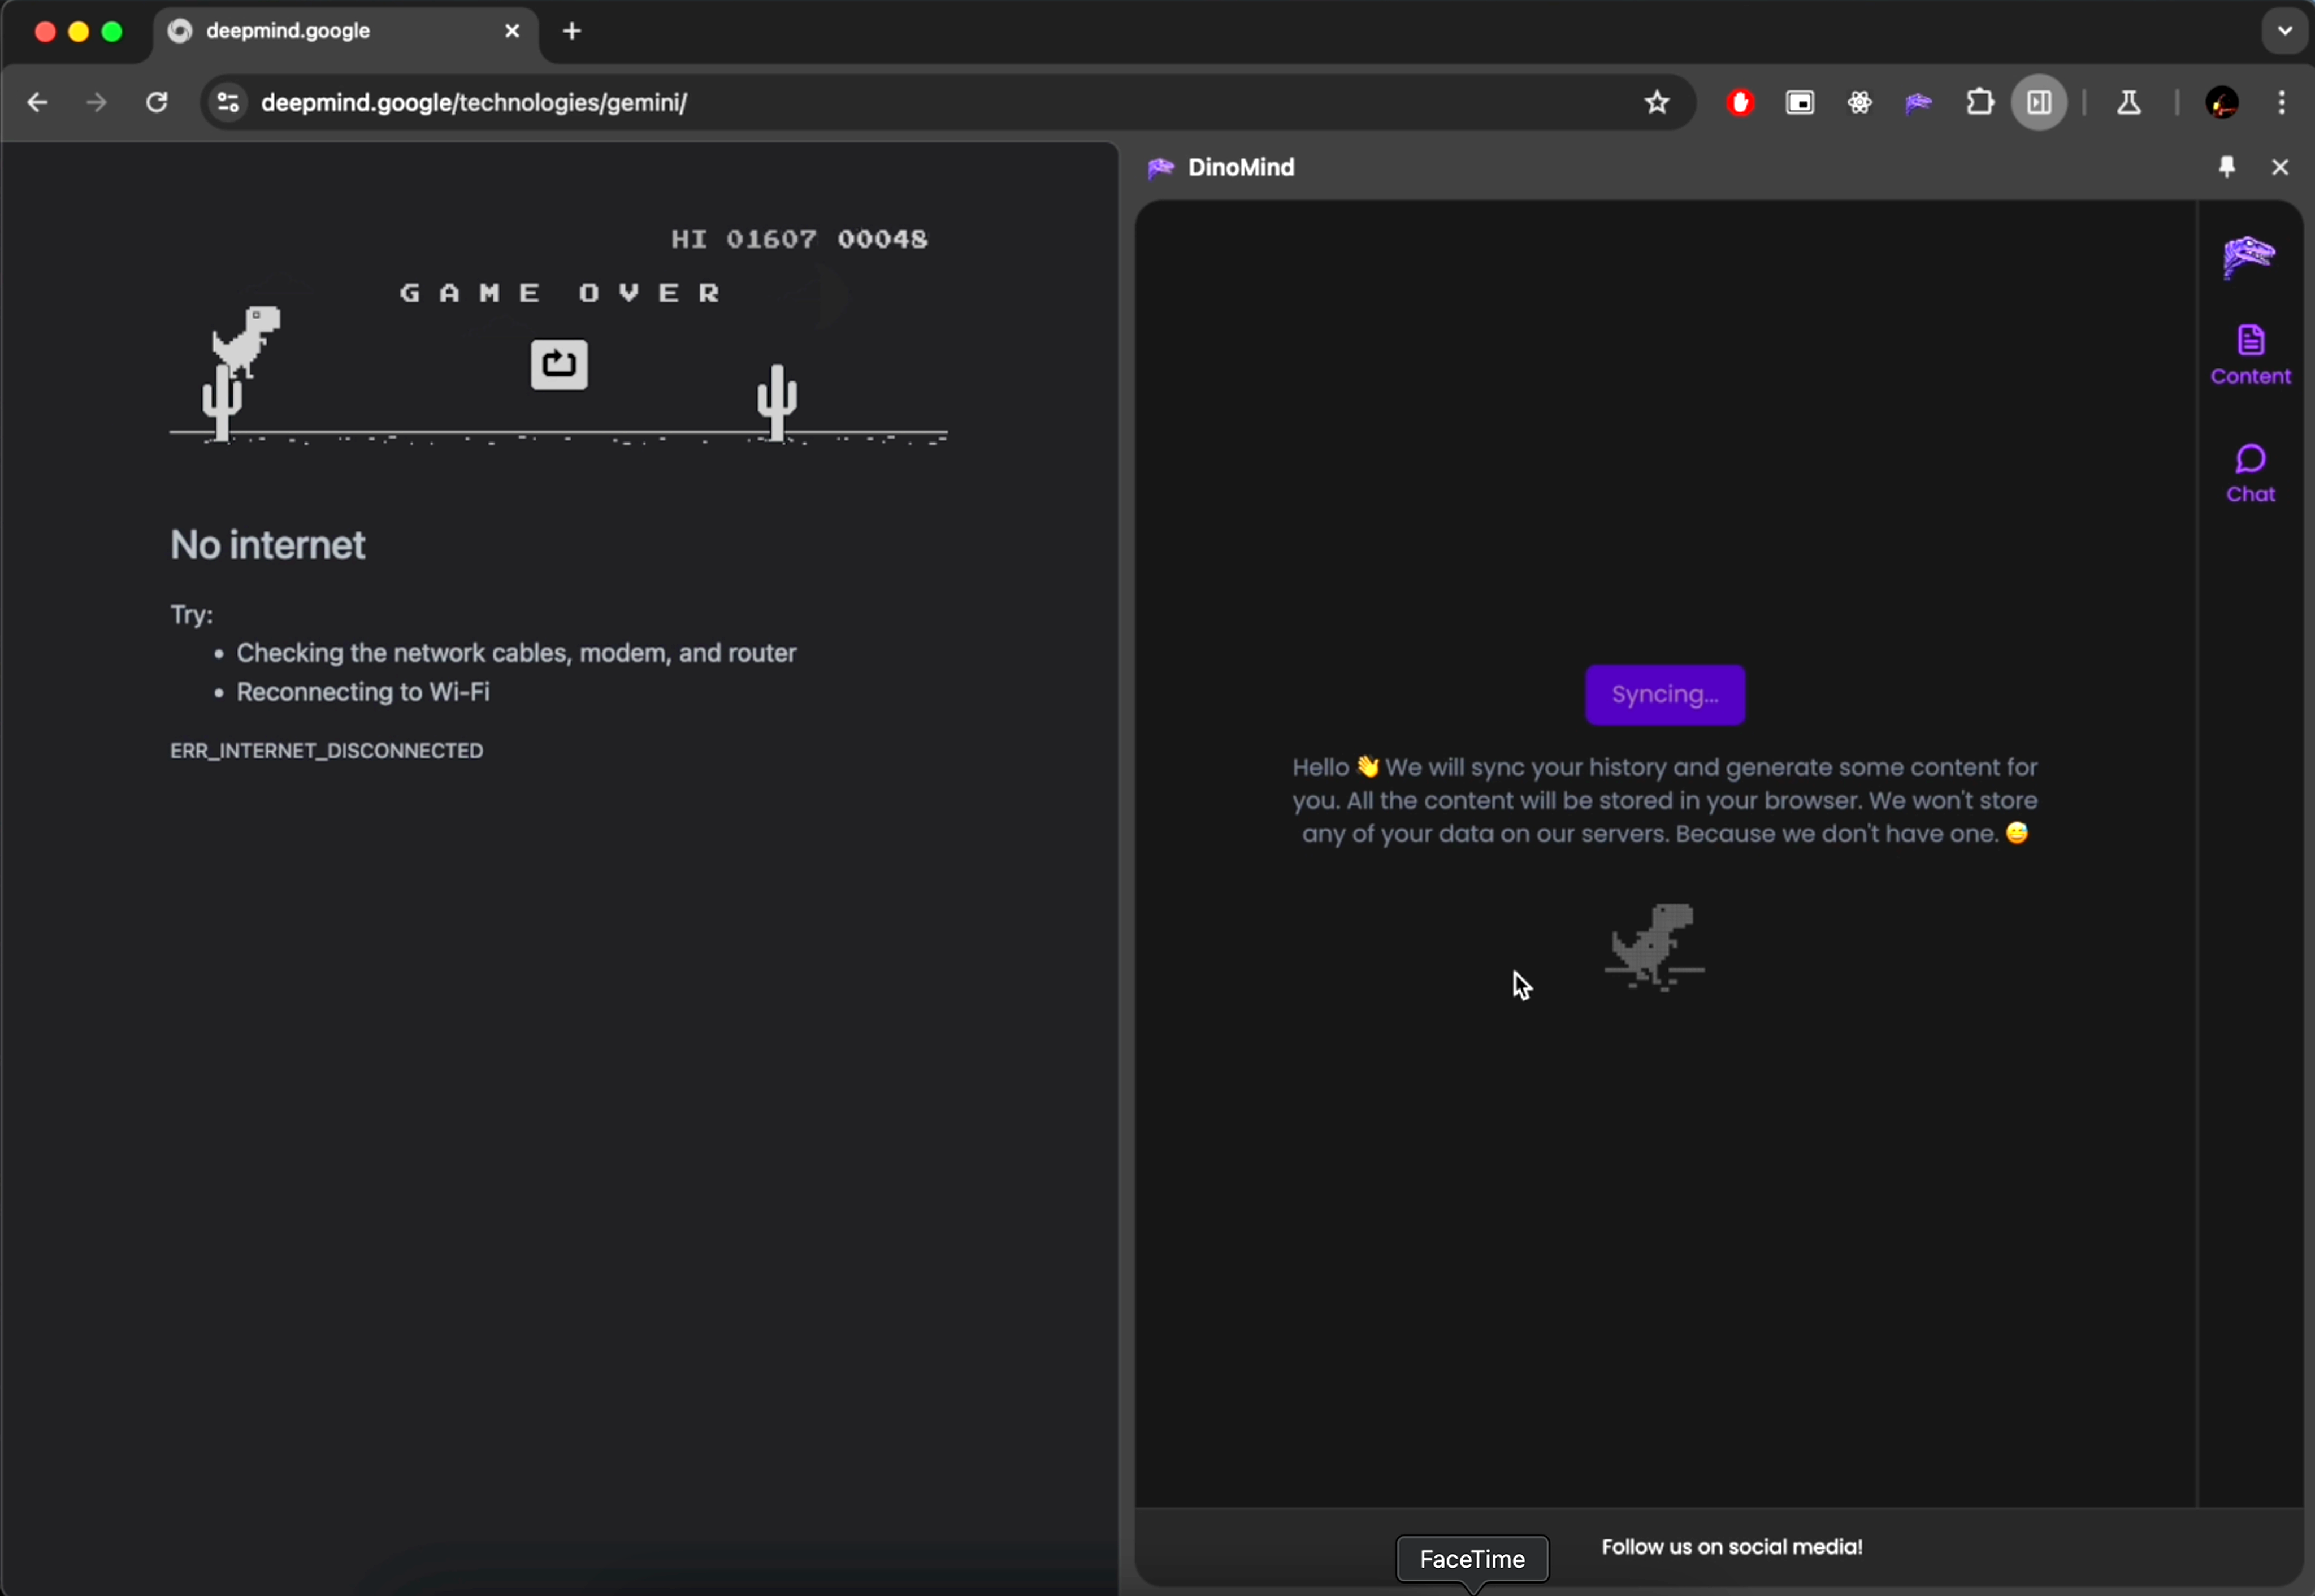 deepmind.google
deepmind.google/technologies/gemini/
HI 01607 00048
GAME OVER
No internet
Try:
• Checking the network cables, modem, and router
• Reconnecting to Wi-Fi
ERR_INTERNET_DISCONNECTED
DinoMind
Syncing...
Hello 👋 We will sync your history and generate some content for
you. All the content will be stored in your browser. We won't store
any of your data on our servers. Because we don't have one. 😅
Content
Chat
Follow us on social media!
FaceTime